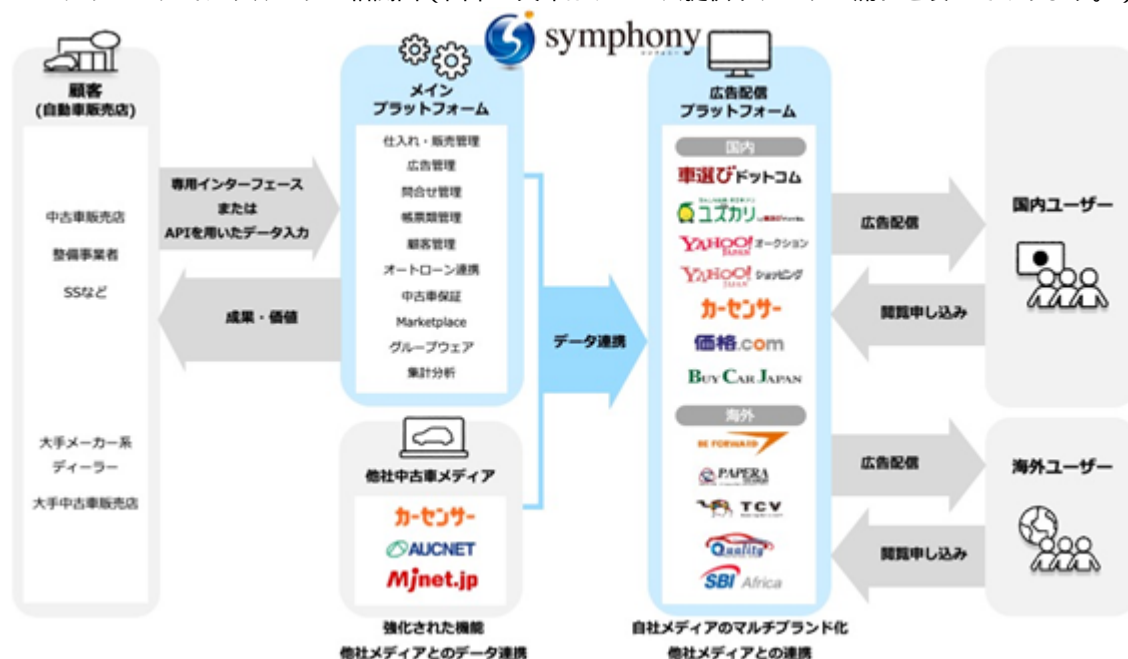 symphony
顧客
(自動車販売店)
中古車販売店
整備事業者
SSなど
大手メーカー系
ディーラー
大手中古車販売店
専用インターフェース
または
APIを用いたデータ入力
成果・価値
メイン
プラットフォーム
仕入れ・販売管理
広告管理
問合せ管理
帳票類管理
顧客管理
オートローン連携
中古車保証
Marketplace
グループウェア
集計分析
他社中古車メディア
カーセンサー
AUCNET
Mjnet.jp
強化された機能
他社メディアとのデータ連携
データ連携
広告配信
プラットフォーム
国内
車選びドットコム
ユズカリ
YAHOO! JAPAN オークション
YAHOO! JAPAN ショッピング
カーセンサー
価格.com
BUY CAR JAPAN
海外
BE FORWARD
PAPERA
TCV
Quality
SBI Africa
自社メディアのマルチブランド化
他社メディアとの連携
広告配信
閲覧申し込み
国内ユーザー
広告配信
閲覧申し込み
海外ユーザー